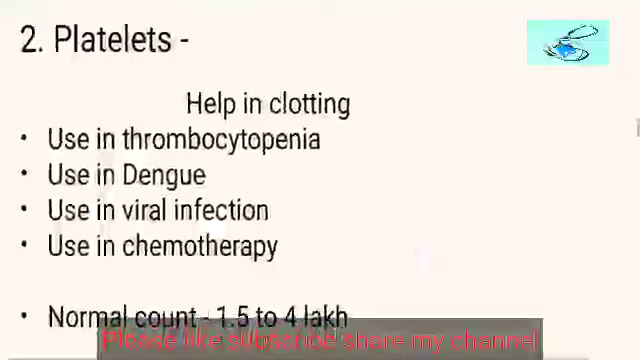 2. Platelets -
Help in clotting
• Use in thrombocytopenia
• Use in Dengue
• Use in viral infection
• Use in chemotherapy
• Normal count - 1.5 to 4 lakh
Please like subscribe share my channel